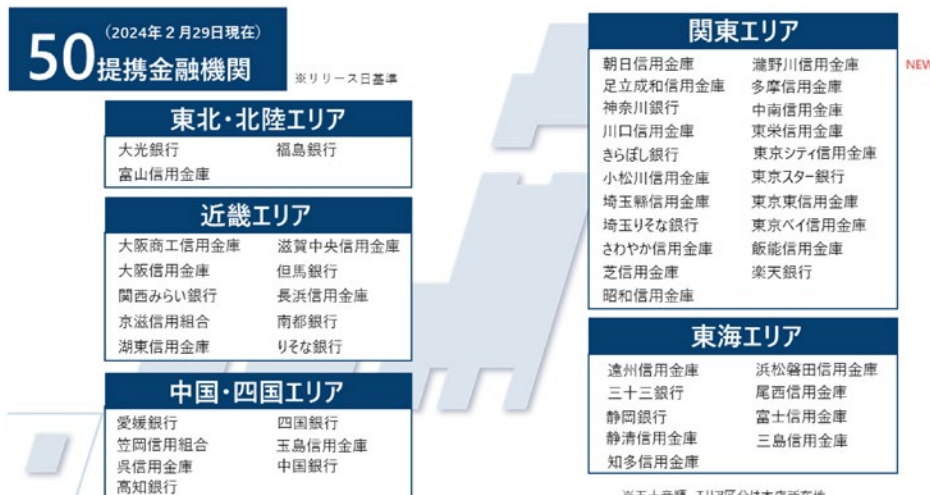 （2024年２月29日現在）
50提携金融機関
※リリース日基準
東北・北陸エリア
大光銀行 福島銀行
富山信用金庫
近畿エリア
大阪商工信用金庫 滋賀中央信用金庫
大阪信用金庫 但馬銀行
関西みらい銀行 長浜信用金庫
京滋信用組合 南都銀行
湖東信用金庫 りそな銀行
中国・四国エリア
愛媛銀行 四国銀行
笠岡信用組合 玉島信用金庫
呉信用金庫 中国銀行
高知銀行
関東エリア
朝日信用金庫 瀧野川信用金庫 NEW
足立成和信用金庫 多摩信用金庫
神奈川銀行 中南信用金庫
川口信用金庫 東栄信用金庫
きらぼし銀行 東京シティ信用金庫
小松川信用金庫 東京スター銀行
埼玉縣信用金庫 東京東信用金庫
埼玉りそな銀行 東京ベイ信用金庫
さわやか信用金庫 飯能信用金庫
芝信用金庫 楽天銀行
昭和信用金庫
東海エリア
遠州信用金庫 浜松磐田信用金庫
三十三銀行 尾西信用金庫
静岡銀行 富士信用金庫
静清信用金庫 三島信用金庫
知多信用金庫
※五十音順、エリア区分は本店所在地